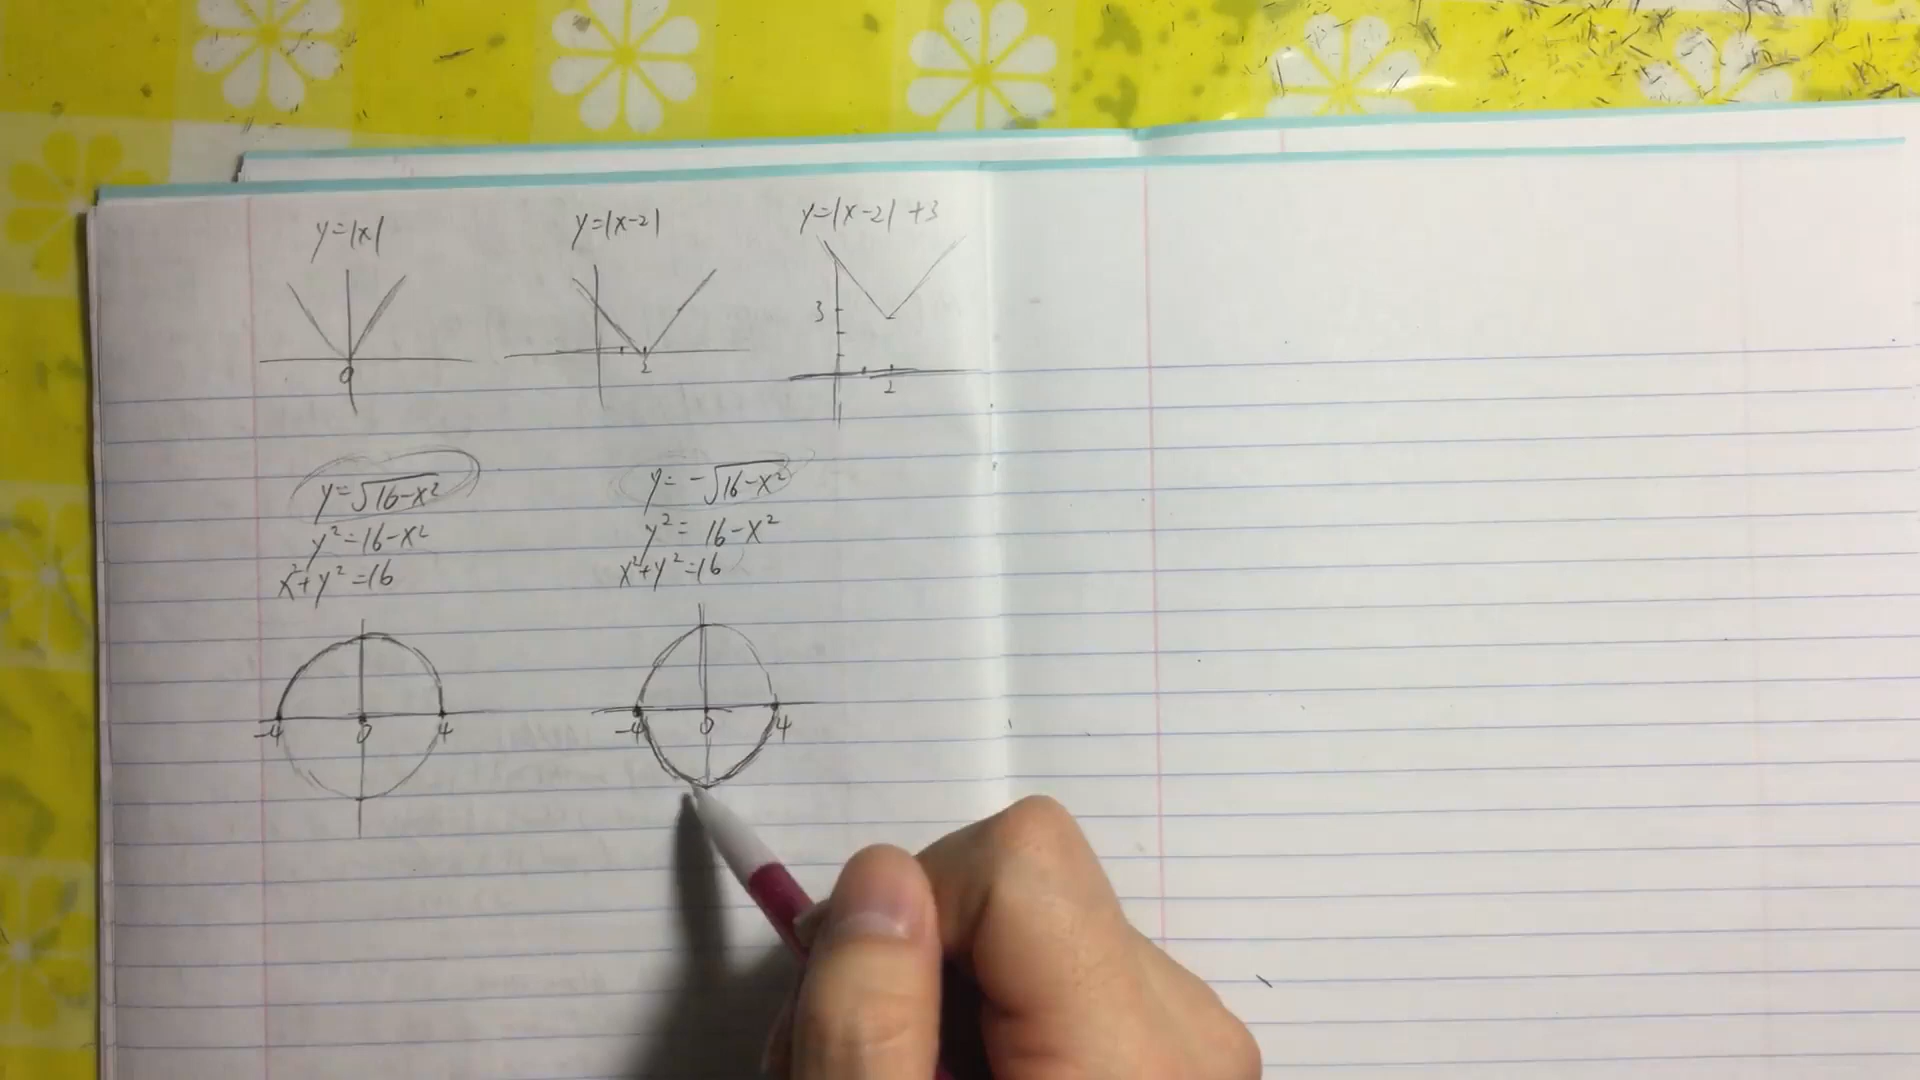 y=|x|
y=|x-2|
y=|x-2| +3
0
2
3
2
y=√16-x²
y²=16-x²
x²+y²=16
y= -√16-x²
y²= 16-x²
x²+y²=16
-4 0 4
-4 0 4